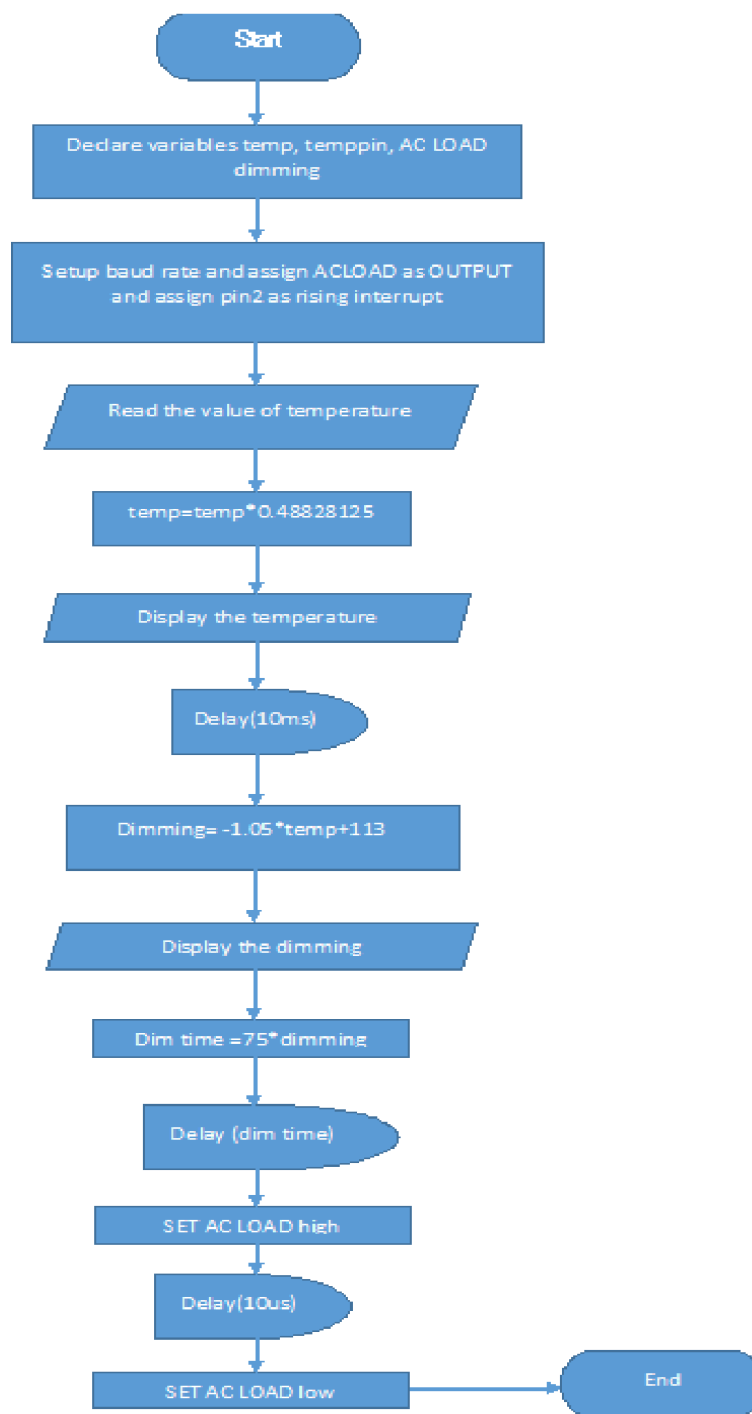 Start
Declare variables temp, temppin, AC LOAD
dimming
Setup baud rate and assign ACLOAD as OUTPUT
and assign pin2 as rising interrupt
Read the value of temperature
temp=temp*0.48828125
Display the temperature
Delay(10ms)
Dimming= -1.05*temp+113
Display the dimming
Dim time =75*dimming
Delay (dim time)
SET AC LOAD high
Delay(10us)
SET AC LOAD low
End